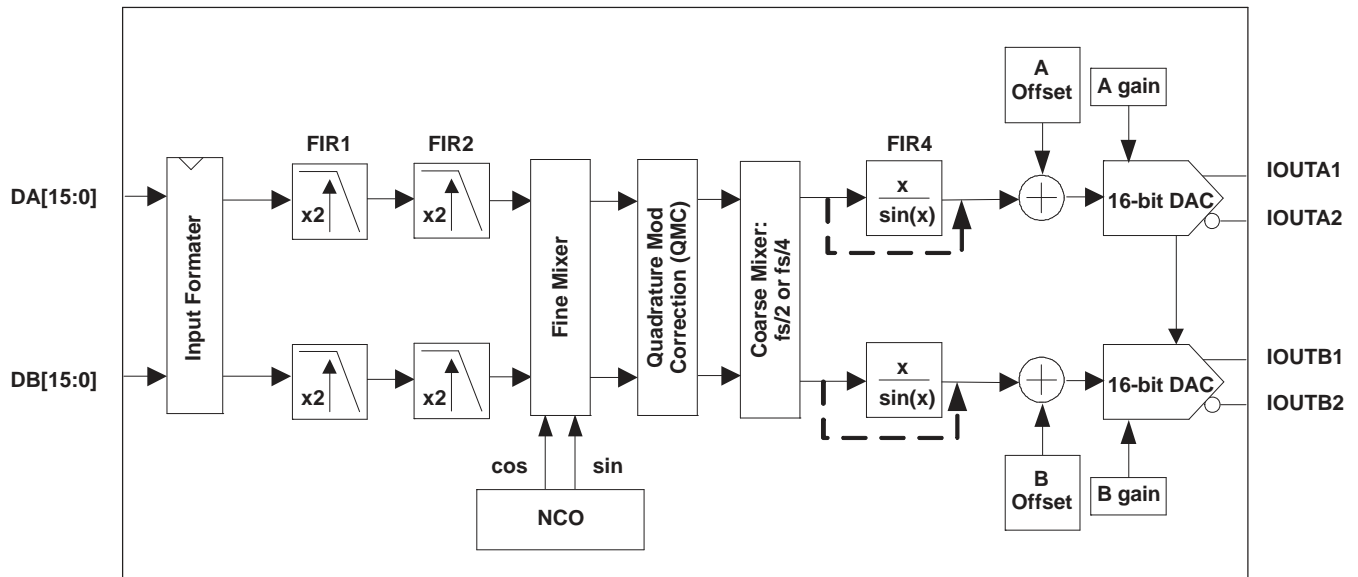 A
Offset
A gain
FIR1
FIR2
FIR4
DA[15:0]
x2
x2
x
sin(x)
16-bit DAC
IOUTA1
IOUTA2
Input Formater
Fine Mixer
Quadrature Mod
Correction (QMC)
Coarse Mixer:
fs/2 or fs/4
DB[15:0]
x2
x2
x
sin(x)
16-bit DAC
IOUTB1
IOUTB2
cos
sin
NCO
B
Offset
B gain